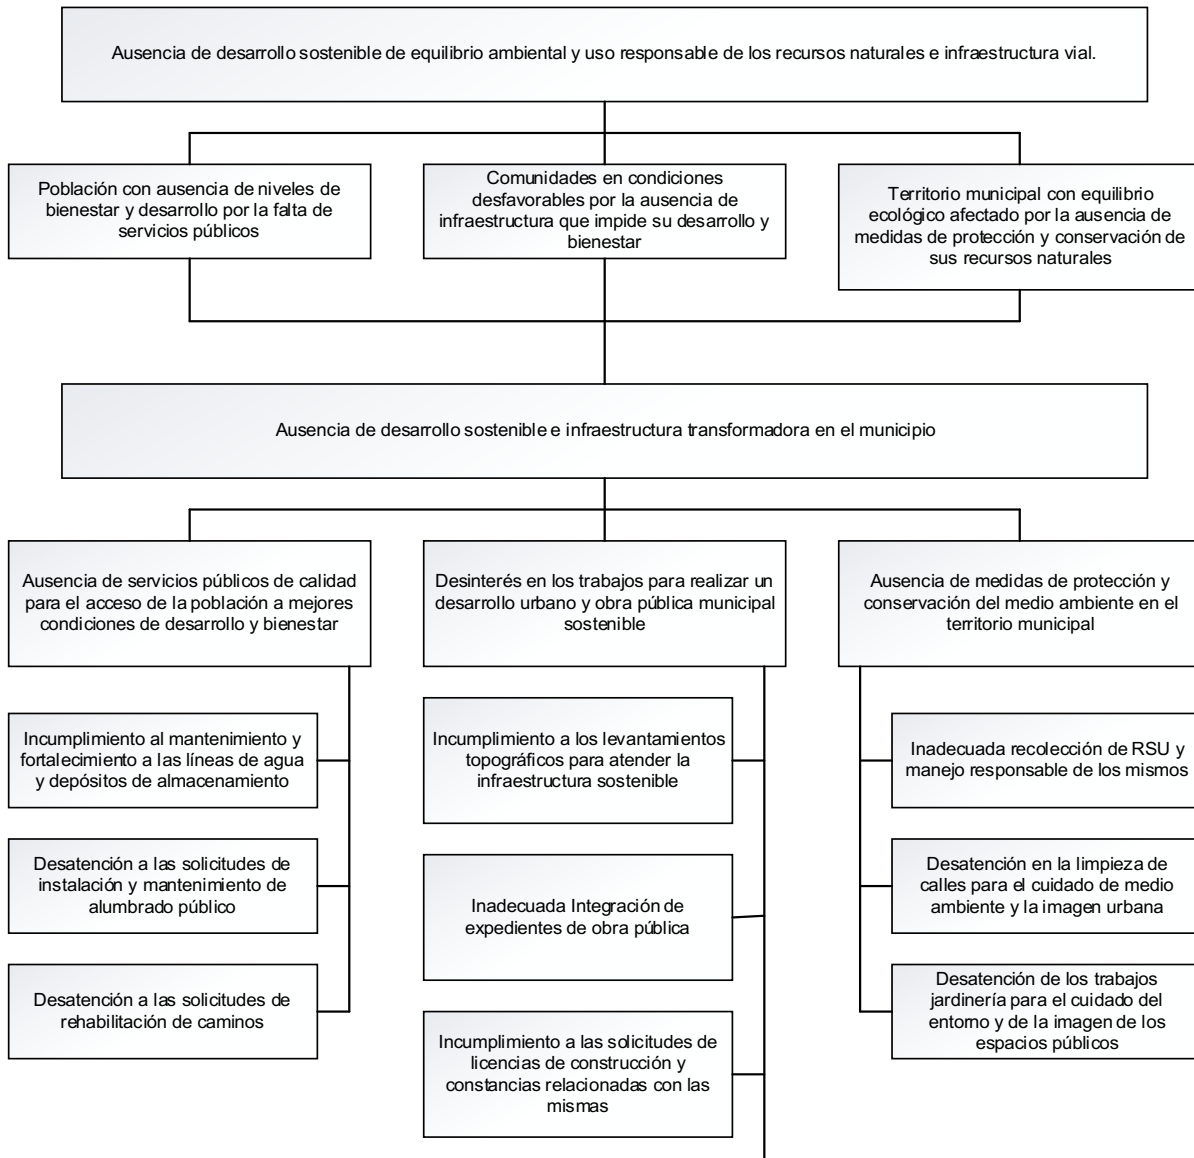 Ausencia de desarrollo sostenible de equilibrio ambiental y uso responsable de los recursos naturales e infraestructura vial.
Población con ausencia de niveles de
bienestar y desarrollo por la falta de
servicios públicos
Comunidades en condiciones
desfavorables por la ausencia de
infraestructura que impide su desarrollo y
bienestar
Territorio municipal con equilibrio
ecológico afectado por la ausencia de
medidas de protección y conservación de
sus recursos naturales
Ausencia de desarrollo sostenible e infraestructura transformadora en el municipio
Ausencia de servicios públicos de calidad
para el acceso de la población a mejores
condiciones de desarrollo y bienestar
Desinterés en los trabajos para realizar un
desarrollo urbano y obra pública municipal
sostenible
Ausencia de medidas de protección y
conservación del medio ambiente en el
territorio municipal
Incumplimiento al mantenimiento y
fortalecimiento a las líneas de agua
y depósitos de almacenamiento
Desatención a las solicitudes de
instalación y mantenimiento de
alumbrado público
Desatención a las solicitudes de
rehabilitación de caminos
Incumplimiento a los levantamientos
topográficos para atender la
infraestructura sostenible
Inadecuada Integración de
expedientes de obra pública
Incumplimiento a las solicitudes de
licencias de construcción y
constancias relacionadas con las
mismas
Inadecuada recolección de RSU y
manejo responsable de los mismos
Desatención en la limpieza de
calles para el cuidado de medio
ambiente y la imagen urbana
Desatención de los trabajos
jardinería para el cuidado del
entorno y de la imagen de los
espacios públicos